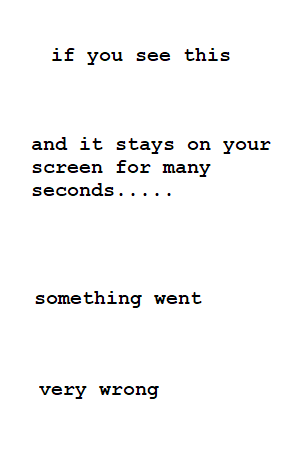 if you see this
and it stays on your
screen for many
seconds.....
something went
very wrong